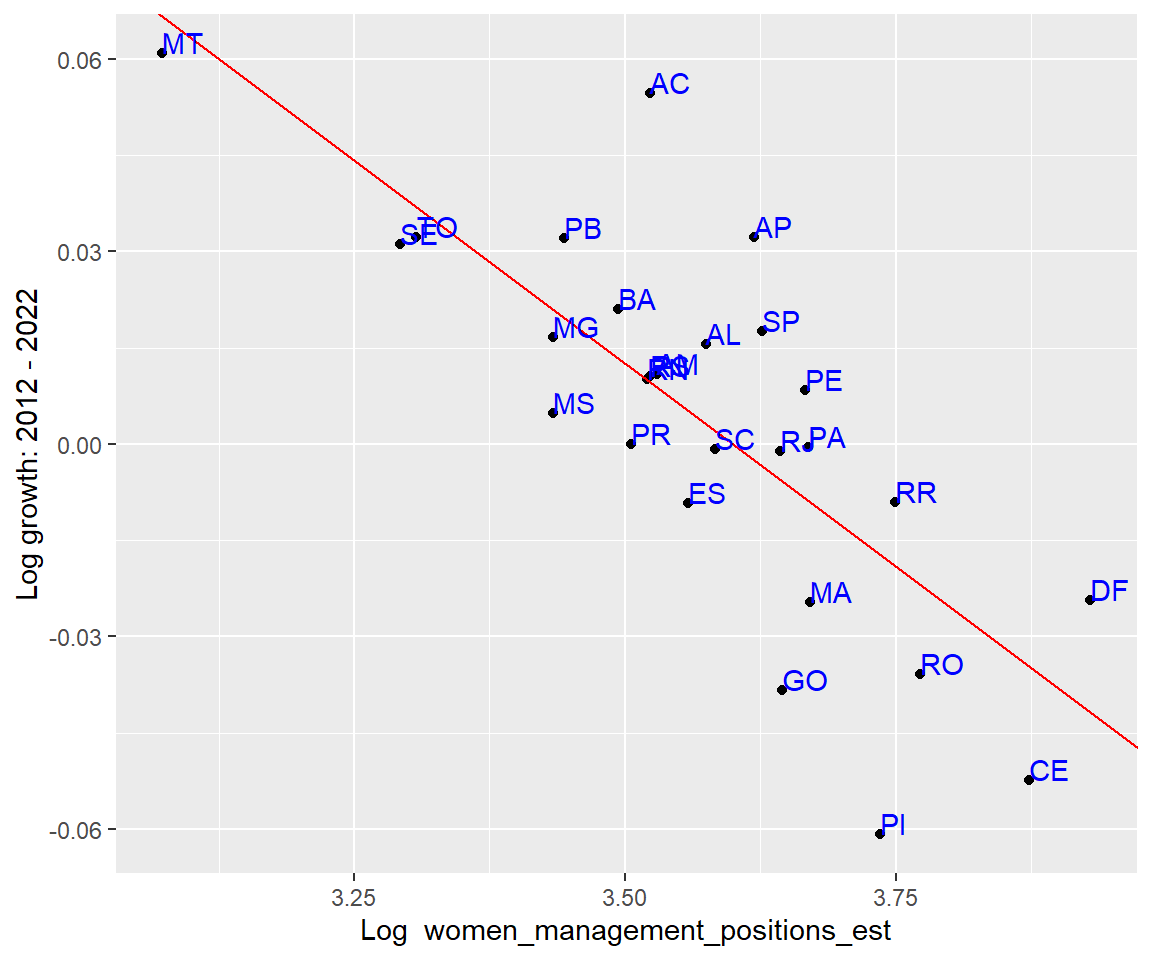 MT
AC
TO
SE
PB
AP
BA
MG
SP
AL
AM
RN
PE
MS
PR
SC
RJ
PA
ES
RR
MA
DF
RO
GO
CE
PI
0.06
0.03
0.00
-0.03
-0.06
Log growth: 2012 - 2022
3.25
3.50
3.75
Log women_management_positions_est